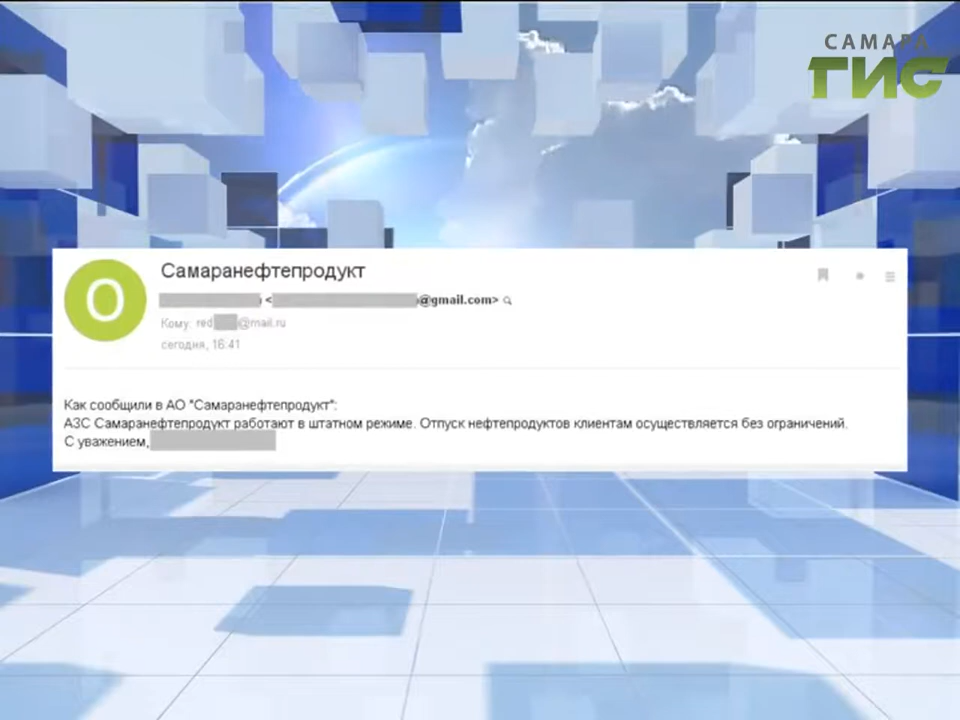 САМАРА
ГИС
О
Самаранефтепродукт
< @gmail.com>
Кому: red @mail.ru
сегодня, 16:41
Как сообщили в АО "Самаранефтепродукт":
АЗС Самаранефтепродукт работают в штатном режиме. Отпуск нефтепродуктов клиентам осуществляется без ограничений.
С уважением,